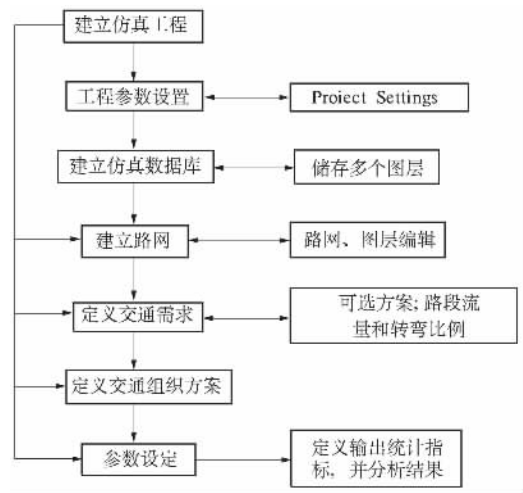 建立仿真工程
工程参数设置
Proiect Settings
建立仿真数据库
储存多个图层
建立路网
路网、图层编辑
定义交通需求
可选方案;路段流
量和转弯比例
定义交通组织方案
参数设定
定义输出统计指
标，并分析结果